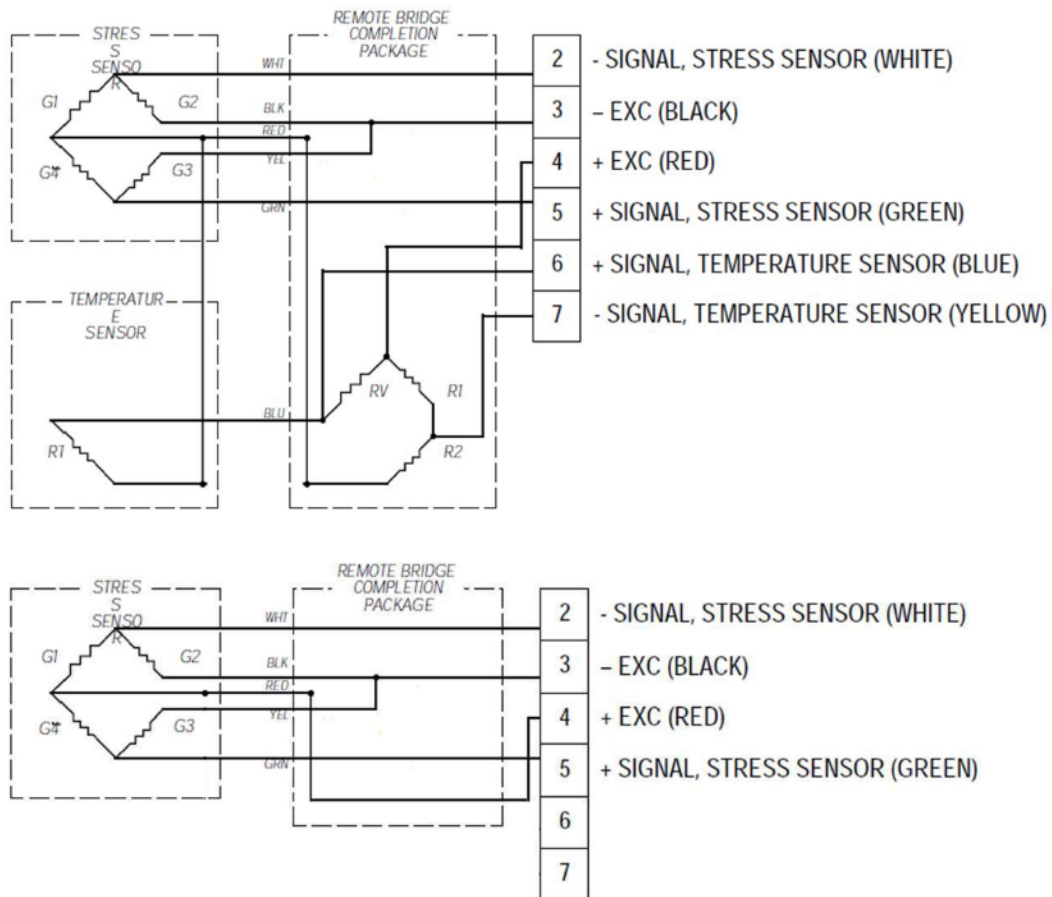 REMOTE BRIDGE
COMPLETION
PACKAGE
STRES
S
SENSO
R
G1
G2
G4
G3
WHT
BLK
RED
YEL
GRN
2 - SIGNAL, STRESS SENSOR (WHITE)
3 – EXC (BLACK)
4 + EXC (RED)
5 + SIGNAL, STRESS SENSOR (GREEN)
6 + SIGNAL, TEMPERATURE SENSOR (BLUE)
7 - SIGNAL, TEMPERATURE SENSOR (YELLOW)
TEMPERATUR
E
SENSOR
RT
BLU
RV
R1
R2
REMOTE BRIDGE
COMPLETION
PACKAGE
STRES
S
SENSO
R
G1
G2
G4
G3
WHT
BLK
RED
YEL
GRN
2 - SIGNAL, STRESS SENSOR (WHITE)
3 – EXC (BLACK)
4 + EXC (RED)
5 + SIGNAL, STRESS SENSOR (GREEN)
6
7